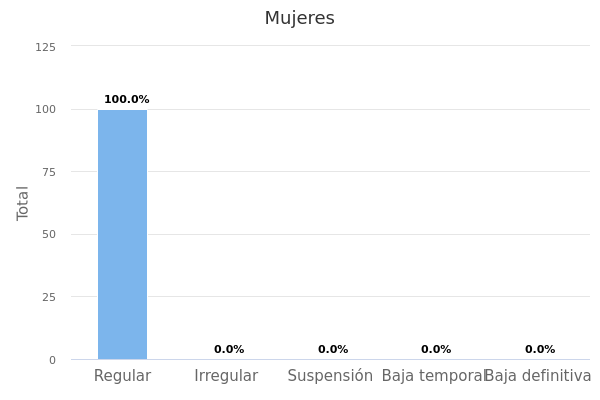 Mujeres
125
100
75
50
25
0
Total
100.0%
0.0%
0.0%
0.0%
0.0%
Regular
Irregular
Suspensión
Baja temporal
Baja definitiva